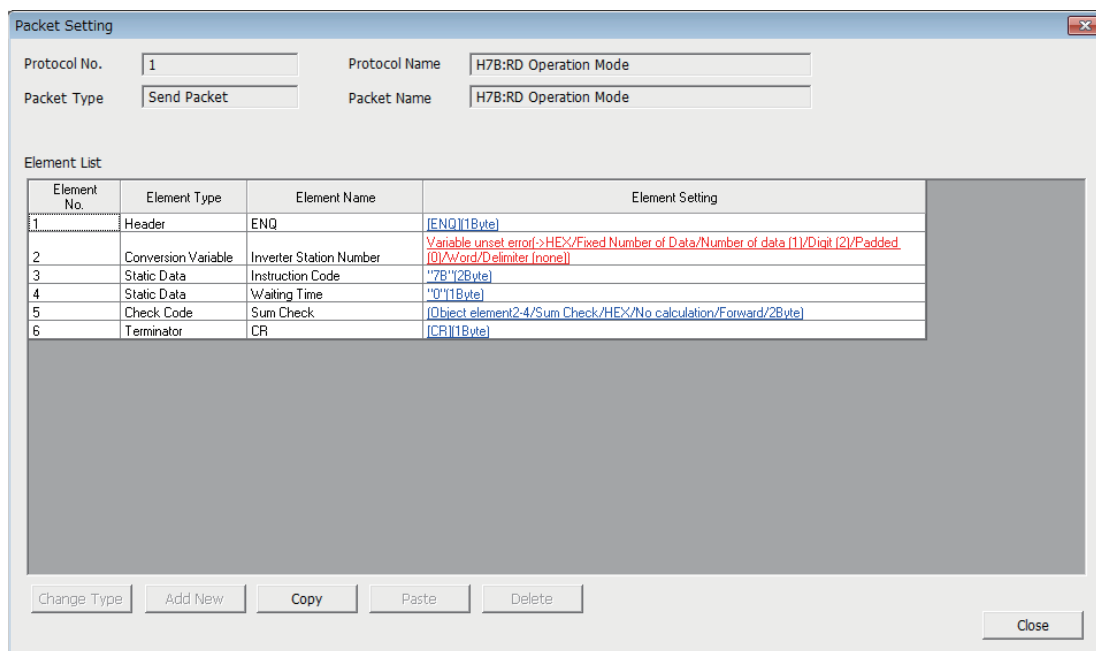 Packet Setting
Protocol No. 1 Protocol Name H7B:RD Operation Mode
Packet Type Send Packet Packet Name H7B:RD Operation Mode
Element List
Element No. Element Type Element Name Element Setting
1 Header ENQ [ENQ](1Byte)
2 Conversion Variable Inverter Station Number Variable unset error(->HEX/Fixed Number of Data/Number of data (1)/Digit (2)/Padded
(0)/Word/Delimiter (none))
3 Static Data Instruction Code "7B"(2Byte)
4 Static Data Waiting Time "0"(1Byte)
5 Check Code Sum Check (Object element2-4/Sum Check/HEX/No calculation/Forward/2Byte)
6 Terminator CR [CR](1Byte)
Change Type Add New Copy Paste Delete
Close